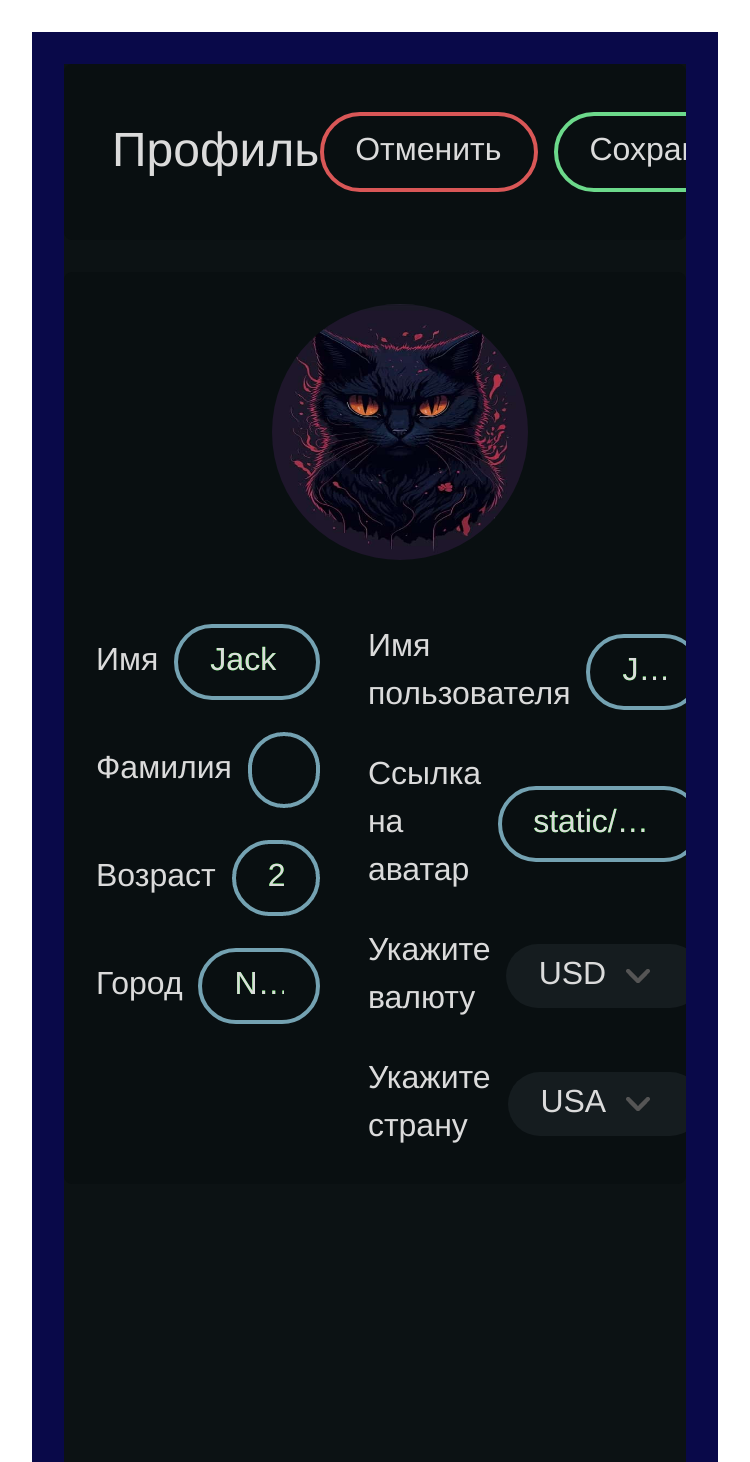 Профиль Отменить Сохра
Имя Jack
Фамилия
Возраст 2
Город N...
Имя
пользователя J...
Ссылка
на static/...
аватар
Укажите
валюту USD
Укажите
страну USA